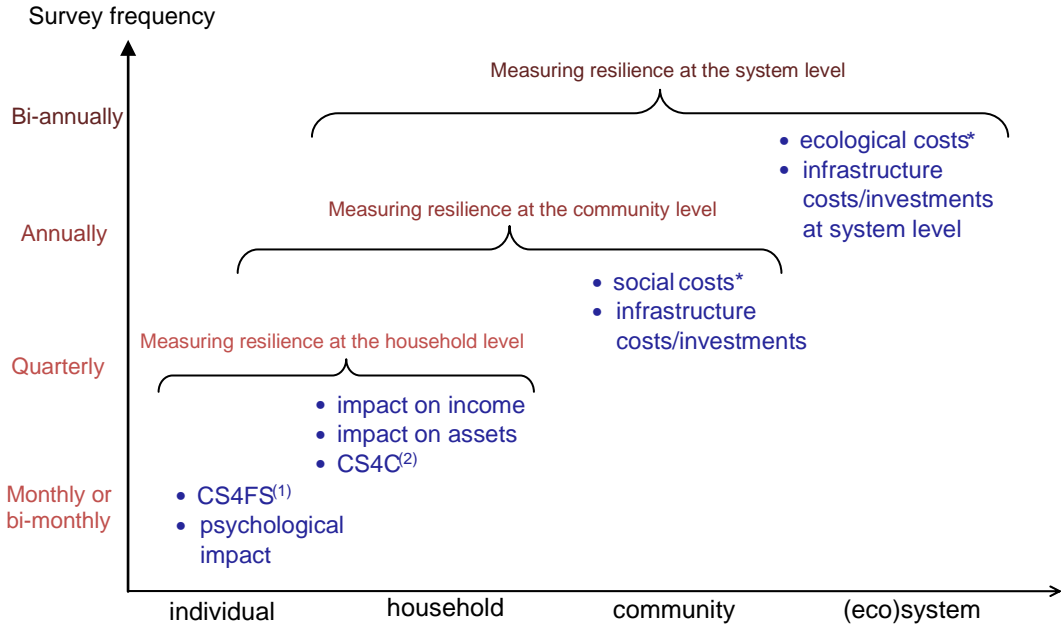 Survey frequency
Measuring resilience at the system level
Bi-annually
• ecological costs*
• infrastructure
costs/investments
at system level
Measuring resilience at the community level
Annually
• social costs*
• infrastructure
costs/investments
Measuring resilience at the household level
Quarterly
• impact on income
• impact on assets
• CS4C(2)
Monthly or
bi-monthly
• CS4FS(1)
• psychological
impact
individual
household
community
(eco)system